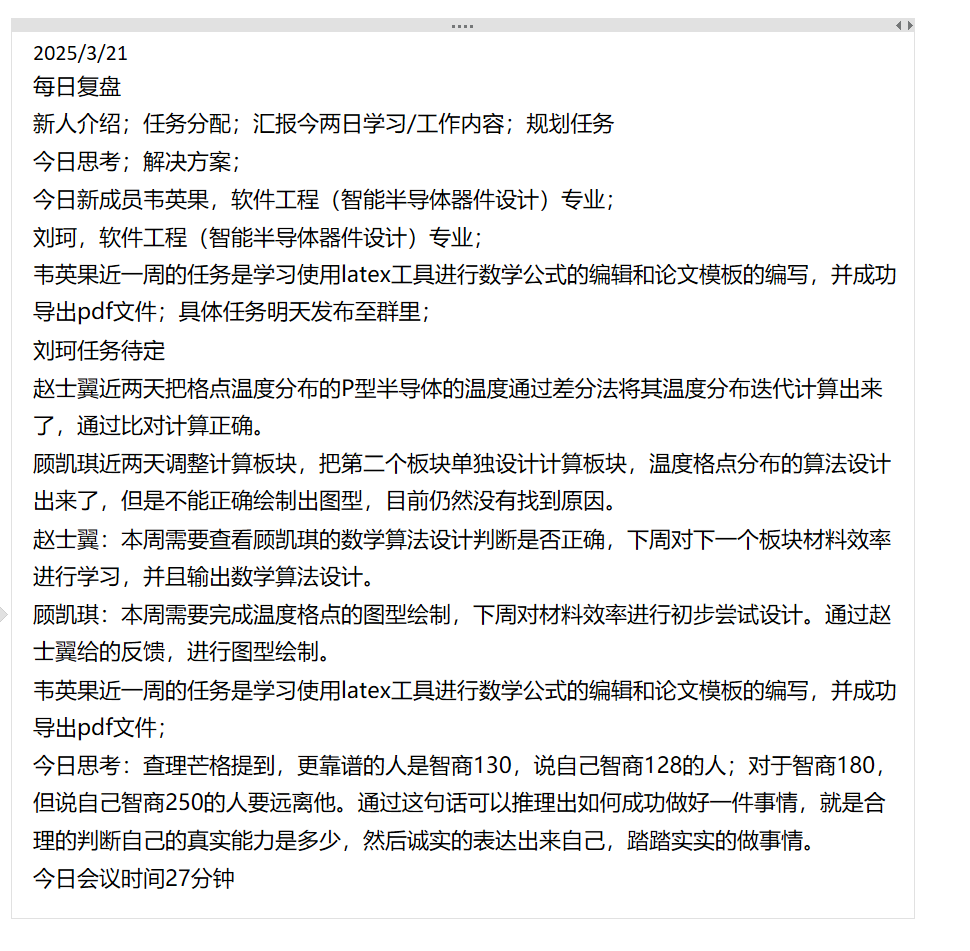 2025/3/21
每日复盘
新人介绍；任务分配；汇报今两日学习/工作内容；规划任务
今日思考；解决方案；
今日新成员韦英果，软件工程（智能半导体器件设计）专业；
刘珂，软件工程（智能半导体器件设计）专业；
韦英果近一周的任务是学习使用latex工具进行数学公式的编辑和论文模板的编写，并成功
导出pdf文件；具体任务明天发布至群里；
刘珂任务待定
赵士翼近两天把格点温度分布的P型半导体的温度通过差分法将其温度分布迭代计算出来
了，通过比对计算正确。
顾凯琪近两天调整计算板块，把第二个板块单独设计计算板块，温度格点分布的算法设计
出来了，但是不能正确绘制出图型，目前仍然没有找到原因。
赵士翼：本周需要查看顾凯琪的数学算法设计判断是否正确，下周对下一个板块材料效率
进行学习，并且输出数学算法设计。
顾凯琪：本周需要完成温度格点的图型绘制，下周对材料效率进行初步尝试设计。通过赵
士翼给的反馈，进行图型绘制。
韦英果近一周的任务是学习使用latex工具进行数学公式的编辑和论文模板的编写，并成功
导出pdf文件；
今日思考：查理芒格提到，更靠谱的人是智商130，说自己智商128的人；对于智商180，
但说自己智商250的人要远离他。通过这句话可以推理出如何成功做好一件事情，就是合
理的判断自己的真实能力是多少，然后诚实的表达出来自己，踏踏实实的做事情。
今日会议时间27分钟